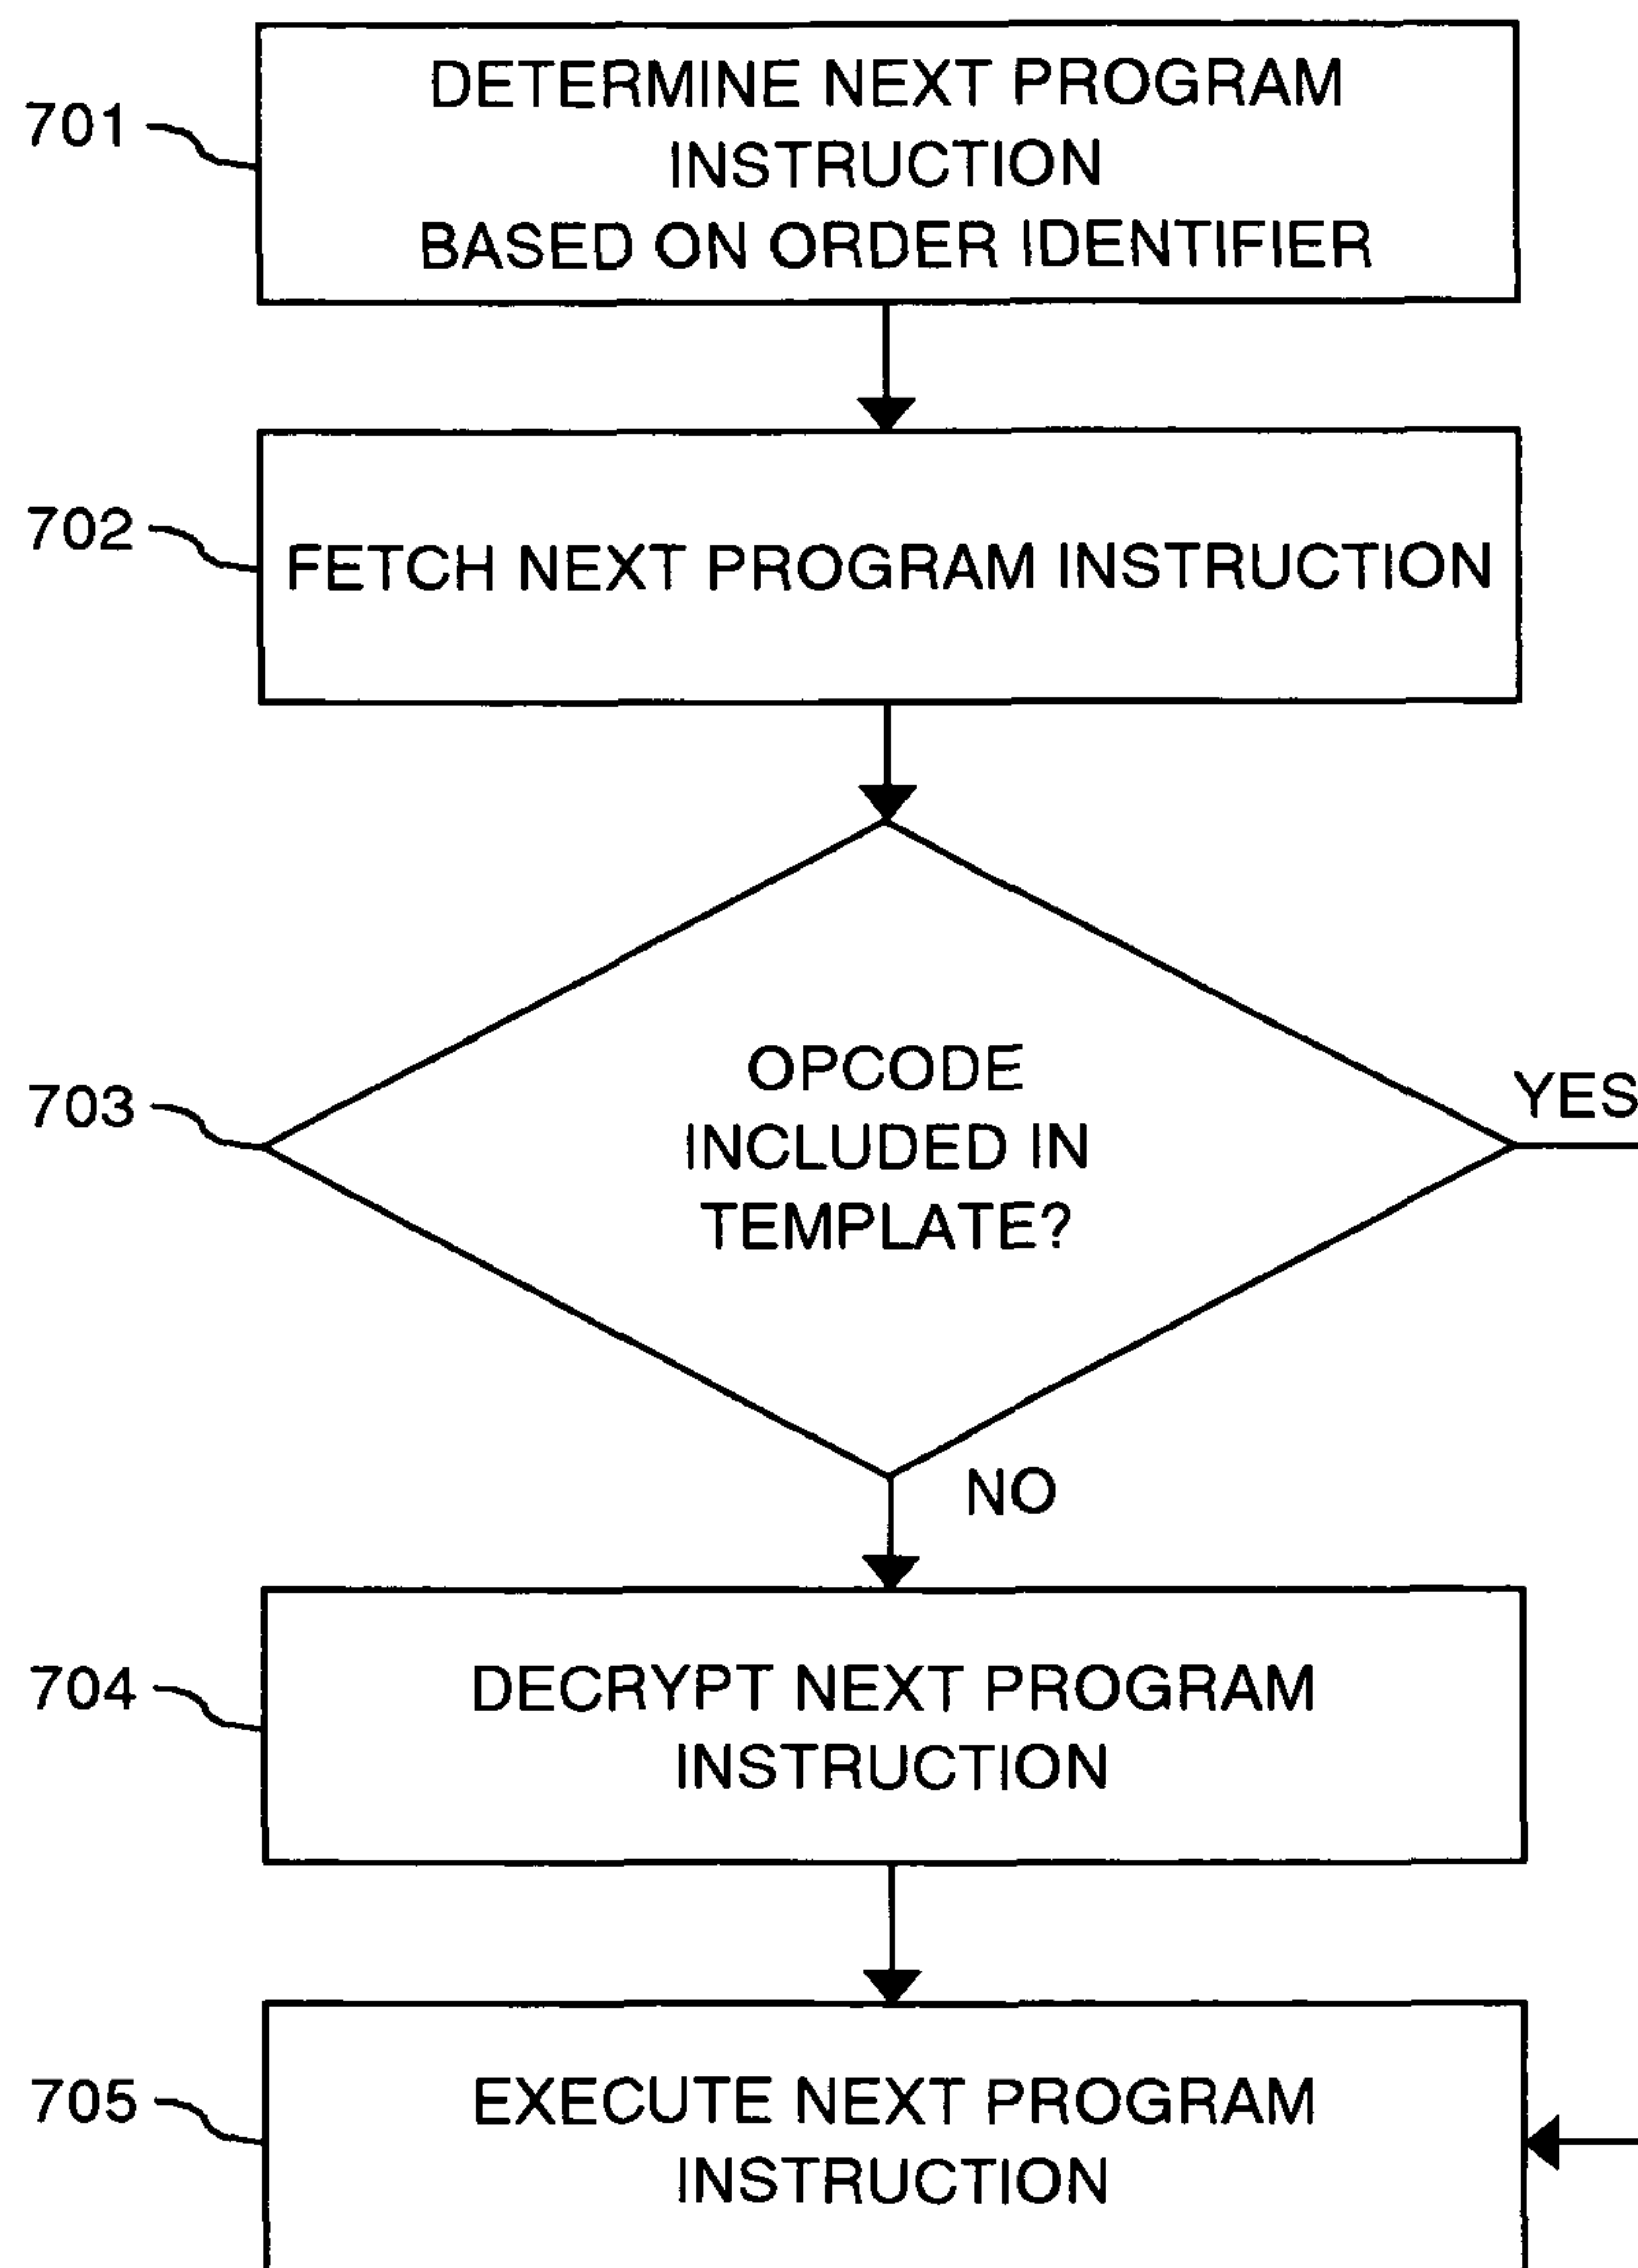 701
DETERMINE NEXT PROGRAM
INSTRUCTION
BASED ON ORDER IDENTIFIER
702
FETCH NEXT PROGRAM INSTRUCTION
703
OPCODE
INCLUDED IN
TEMPLATE?
YES
NO
704
DECRYPT NEXT PROGRAM
INSTRUCTION
705
EXECUTE NEXT PROGRAM
INSTRUCTION